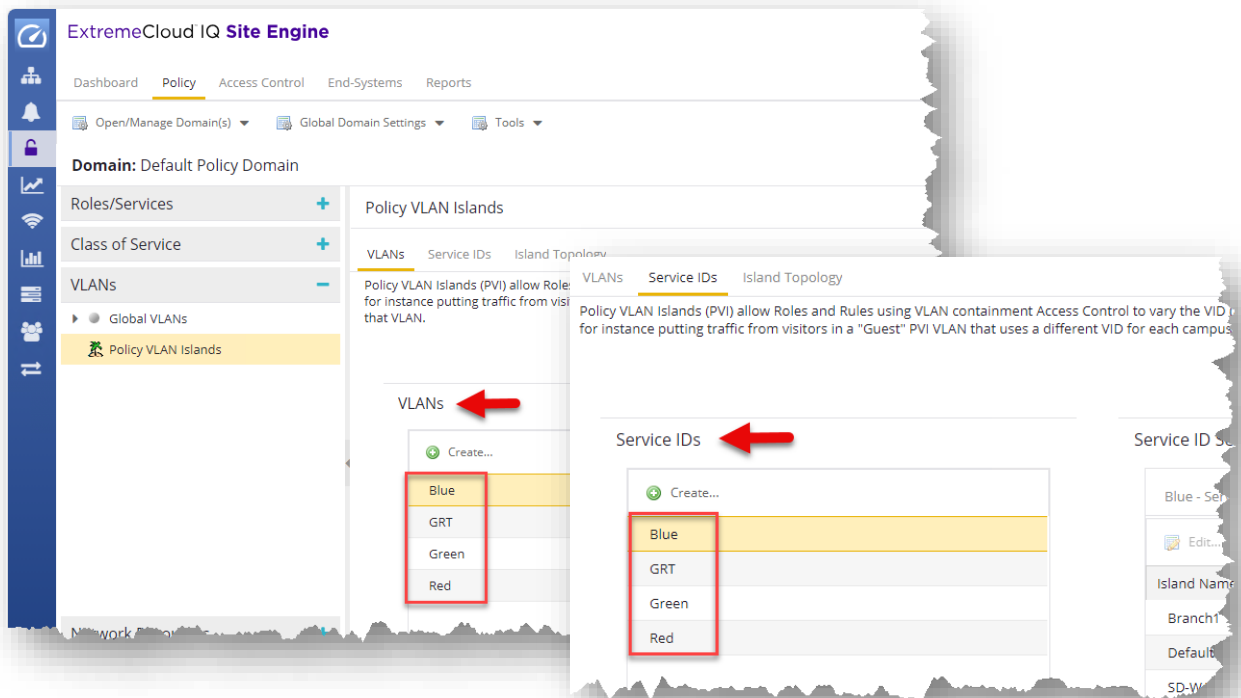 ExtremeCloud IQ Site Engine
Dashboard Policy Access Control End-Systems Reports
Open/Manage Domain(s) Global Domain Settings Tools
Domain: Default Policy Domain
Roles/Services
Class of Service
VLANs
Global VLANs
Policy VLAN Islands
Policy VLAN Islands
VLANs Service IDs Island Topology
Policy VLAN Islands (PVI) allow Role
for instance putting traffic from visi
that VLAN.
VLANs
Create...
Blue
GRT
Green
Red
VLANs Service IDs Island Topology
Policy VLAN Islands (PVI) allow Roles and Rules using VLAN containment Access Control to vary the VID
for instance putting traffic from visitors in a "Guest" PVI VLAN that uses a different VID for each campus
Service IDs
Create...
Blue
GRT
Green
Red
Service ID
Blue - Ser
Edit...
Island Name
Branch1
Default